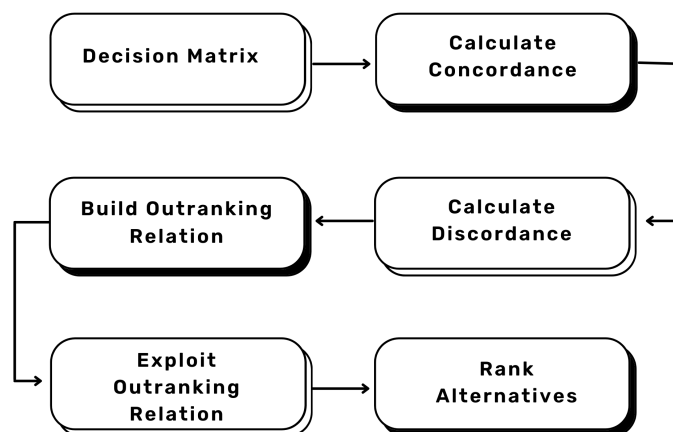 Decision Matrix
Calculate
Concordance
Calculate
Discordance
Build Outranking
Relation
Exploit
Outranking
Relation
Rank
Alternatives